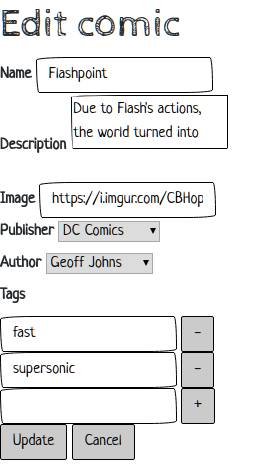 Edit comic
Name Flashpoint
Due to Flash's actions,
the world turned into
Description
Image https://i.imgur.com/CBHop
Publisher DC Comics
Author Geoff Johns
Tags
fast -
supersonic -
+
Update Cancel